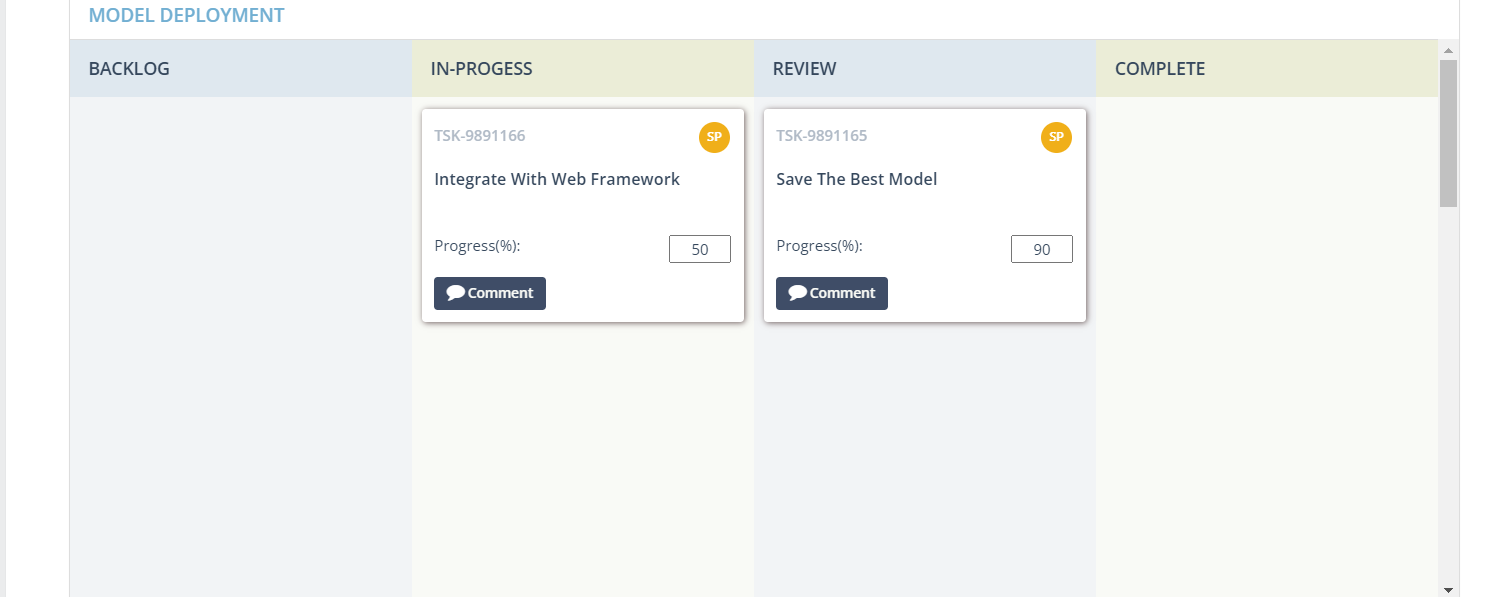 MODEL DEPLOYMENT
BACKLOG
IN-PROGESS
REVIEW
COMPLETE
TSK-9891166
SP
Integrate With Web Framework
Progress(%):
50
Comment
TSK-9891165
SP
Save The Best Model
Progress(%):
90
Comment